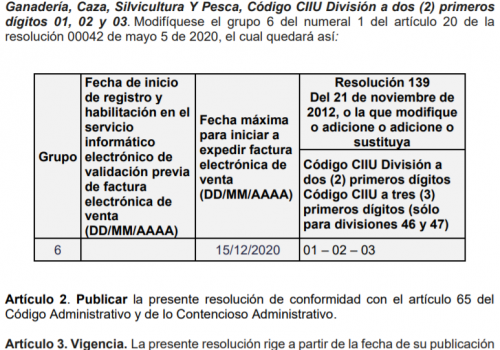 Ganadería, Caza, Silvicultura Y Pesca, Código CIIU División a dos (2) primeros
dígitos 01, 02 y 03. Modifíquese el grupo 6 del numeral 1 del artículo 20 de la
resolución 00042 de mayo 5 de 2020, el cual quedará así:
Grupo
Fecha de inicio
de registro y
habilitación en el
servicio
informático
electrónico de
validación previa
de factura
electrónica de
venta
(DD/MM/AAAA)
Fecha máxima
para iniciar a
expedir factura
electrónica de
venta
(DD/MM/AAAA)
Resolución 139
Del 21 de noviembre de
2012, o la que modifique
o adicione o adicione o
sustituya
Código CIIU División a
dos (2) primeros dígitos
Código CIIU a tres (3)
primeros dígitos (sólo
para divisiones 46 y 47)
6
15/12/2020
01 – 02 – 03
Artículo 2. Publicar la presente resolución de conformidad con el artículo 65 del
Código Administrativo y de lo Contencioso Administrativo.
Artículo 3. Vigencia. La presente resolución rige a partir de la fecha de su publicación